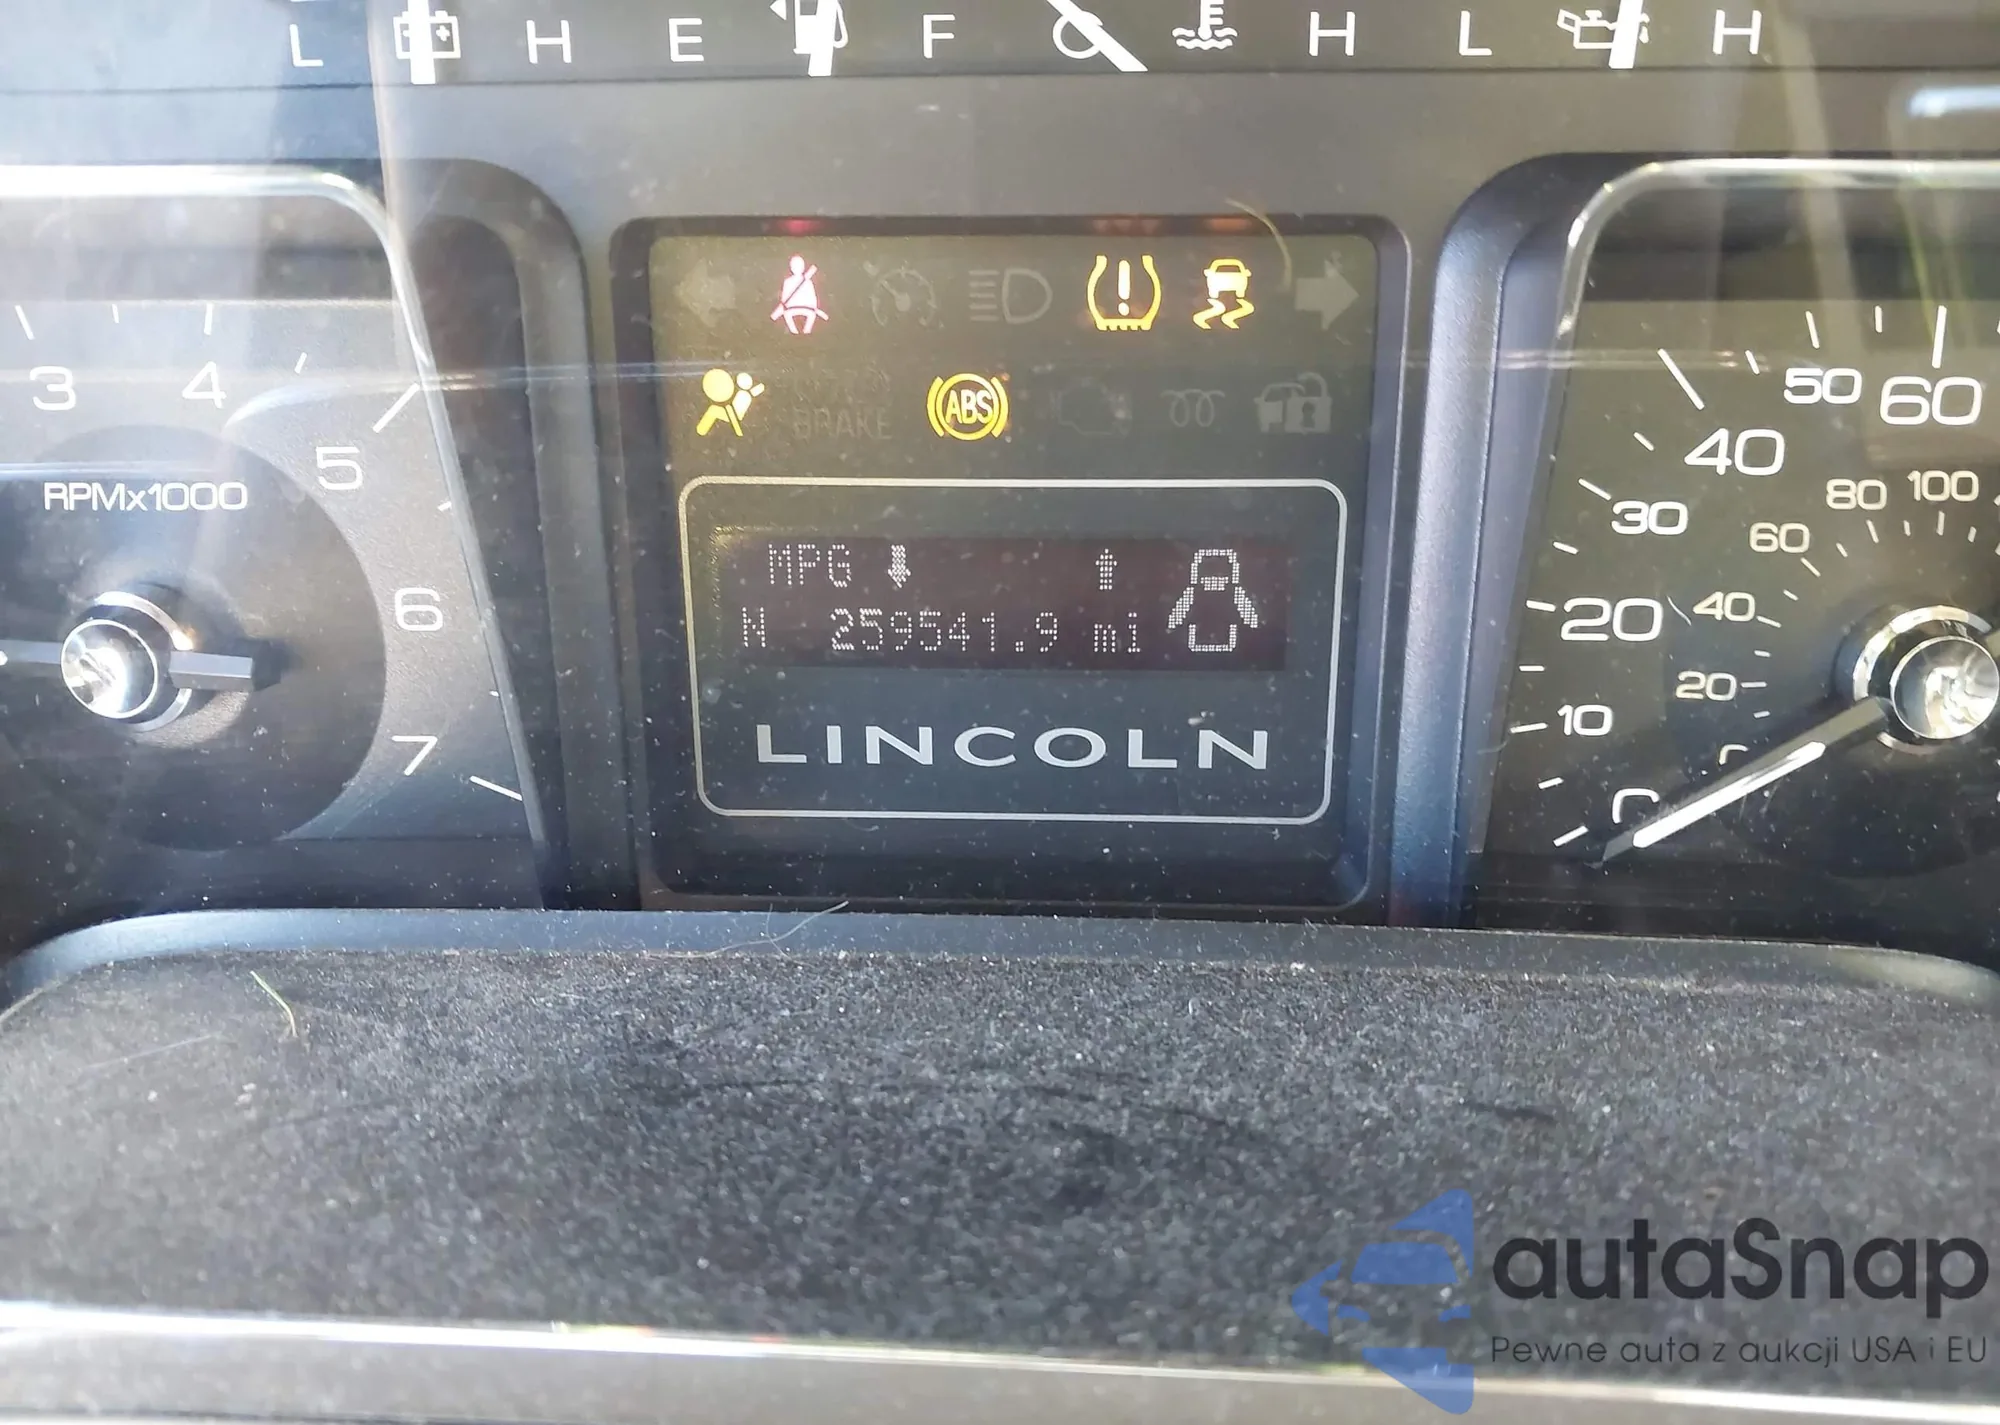 L H E F C H L H
3 4 5 6 7
RPMx1000
BRAKE
ABS
MPG
N 259541.9 mi
LINCOLN
0 10 20 30 40 50 60
20 40 60 80 100
autaSnap
Pewne auta z aukcji USA i EU